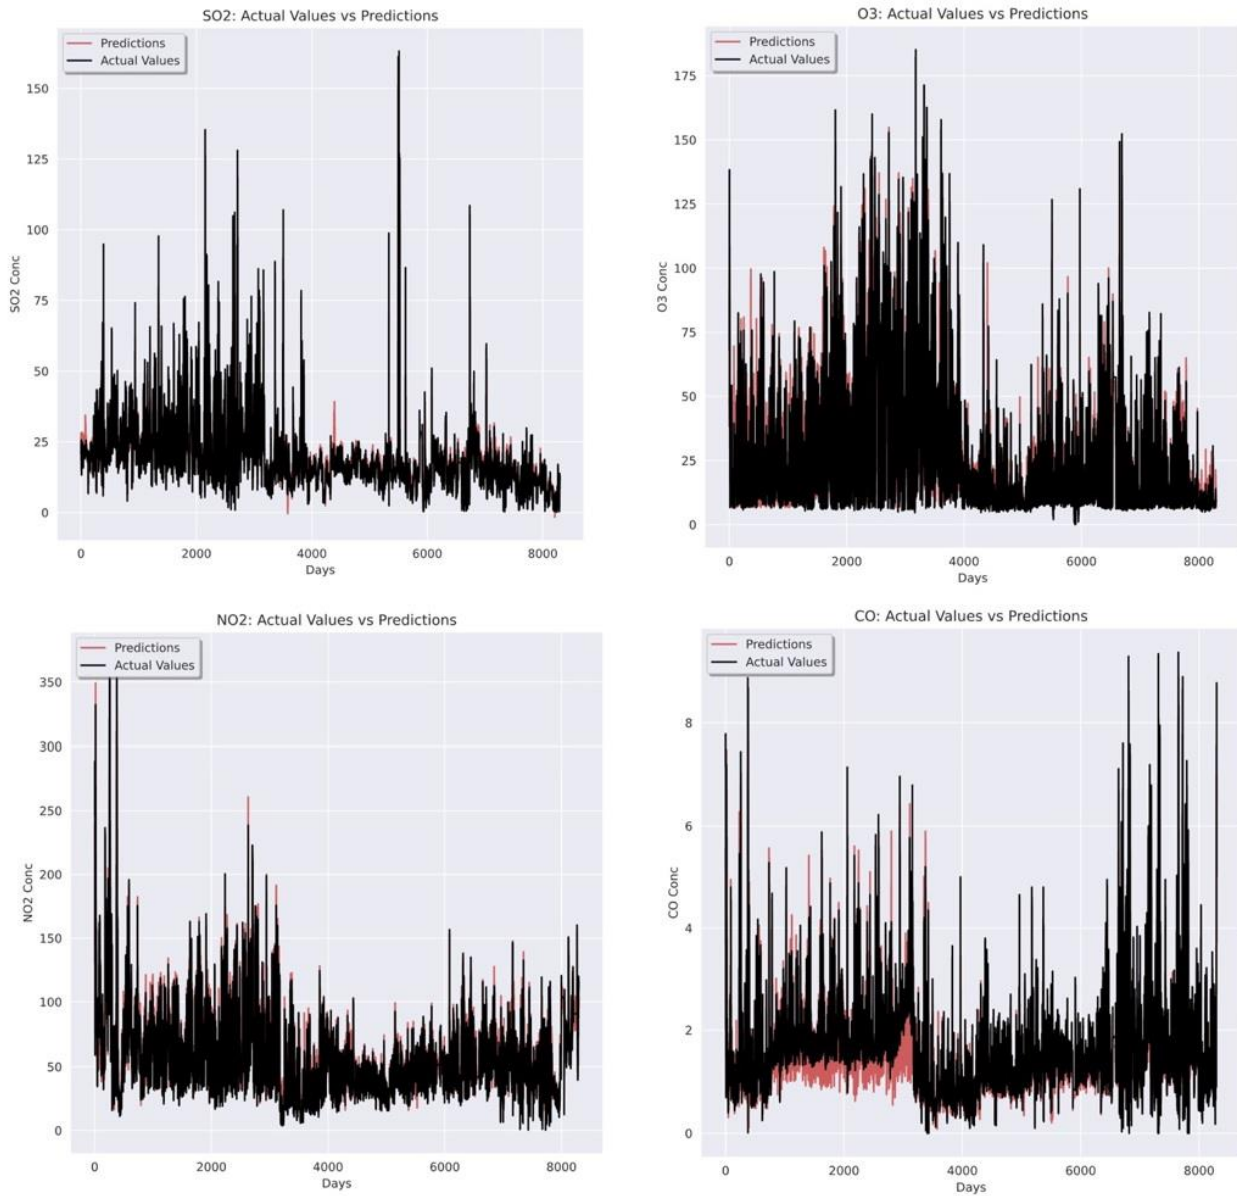 SO2: Actual Values vs Predictions
Predictions
Actual Values
150
125
100
75
50
25
0
SO2 Conc
0 2000 4000 6000 8000
Days
O3: Actual Values vs Predictions
Predictions
Actual Values
175
150
125
100
75
50
25
0
O3 Conc
0 2000 4000 6000 8000
Days
NO2: Actual Values vs Predictions
Predictions
Actual Values
350
300
250
200
150
100
50
0
NO2 Conc
0 2000 4000 6000 8000
Days
CO: Actual Values vs Predictions
Predictions
Actual Values
8
6
4
2
0
CO Conc
0 2000 4000 6000 8000
Days